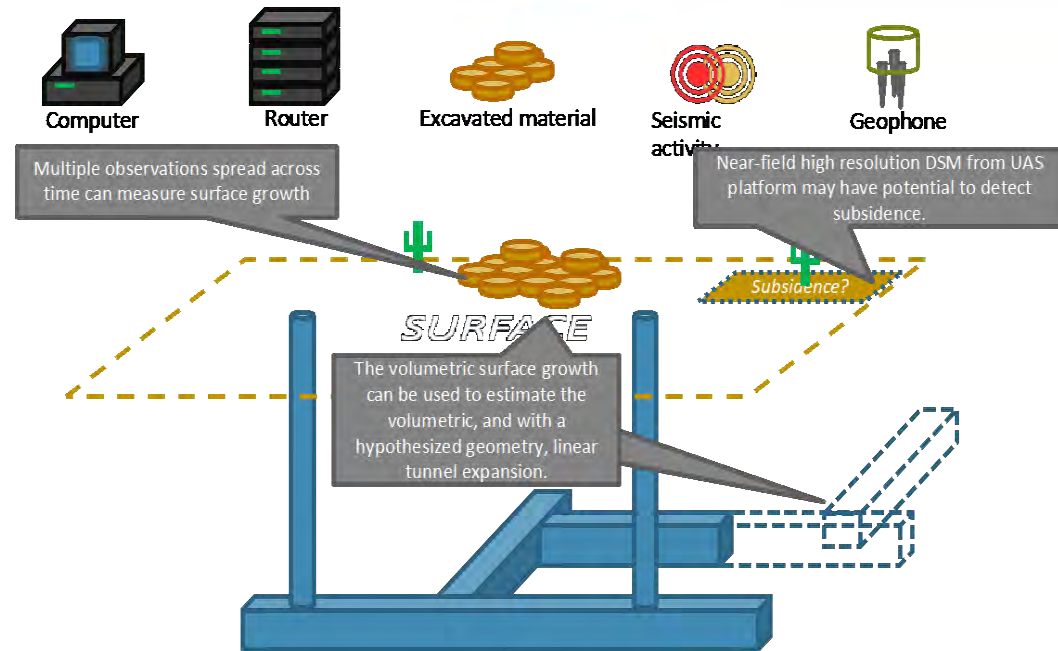 Computer
Router
Excavated material
Seismic
activity
Geophone
Multiple observations spread across
time can measure surface growth
Near-field high resolution DSM from UAS
platform may have potential to detect
subsidence.
Subsidence?
SURFACE
The volumetric surface growth
can be used to estimate the
volumetric, and with a
hypothesized geometry, linear
tunnel expansion.